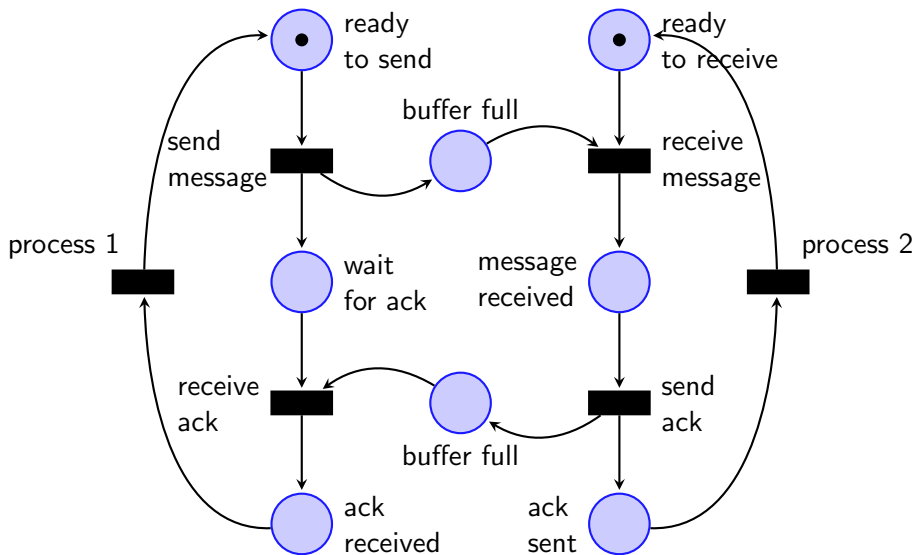 ready
to send
ready
to receive
buffer full
send
message
receive
message
process 1
process 2
wait
for ack
message
received
receive
ack
send
ack
buffer full
ack
received
ack
sent